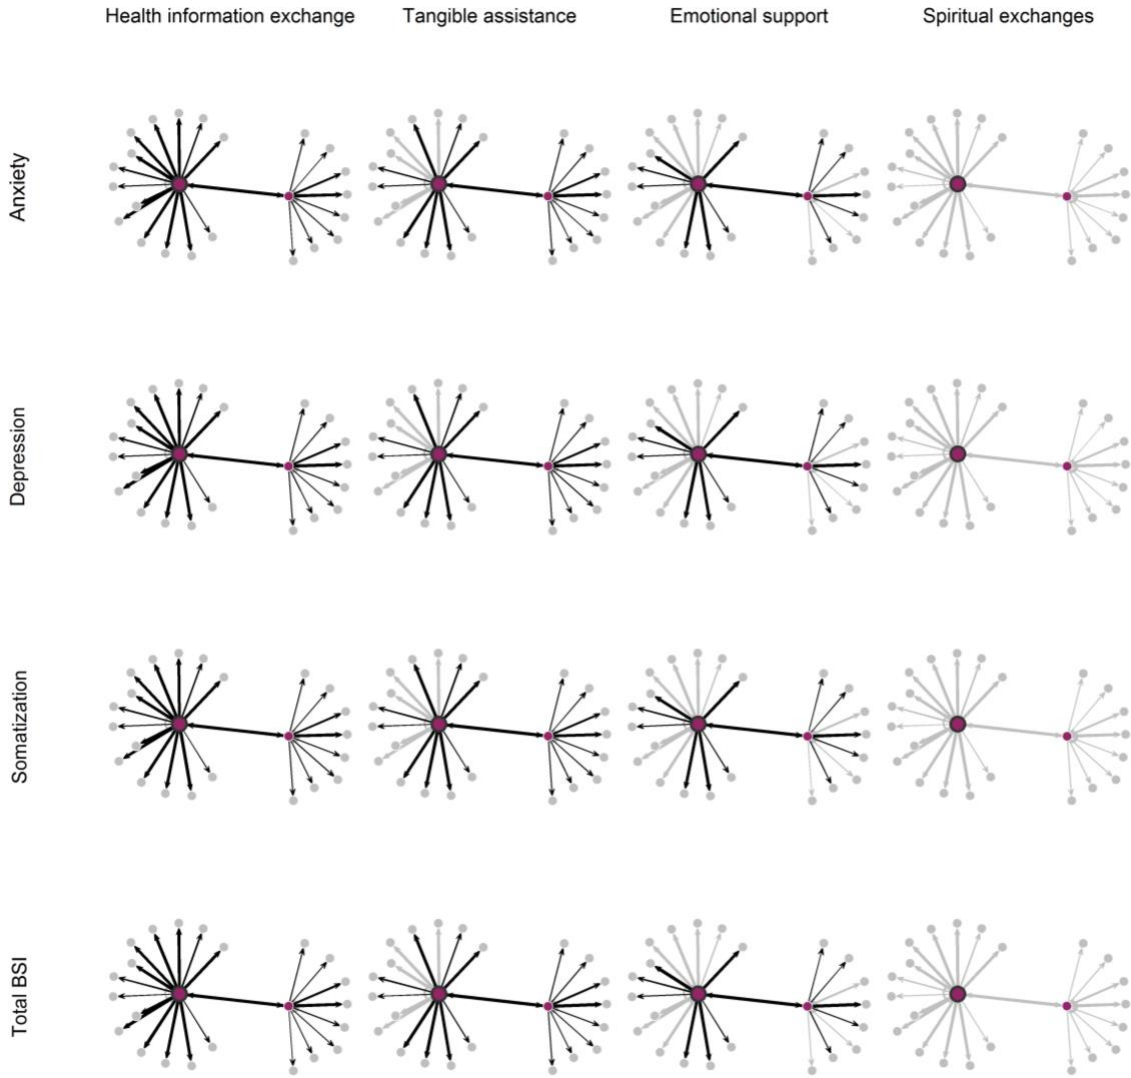 Health information exchange
Tangible assistance
Emotional support
Spiritual exchanges
Anxiety
Depression
Somatization
Total BSI